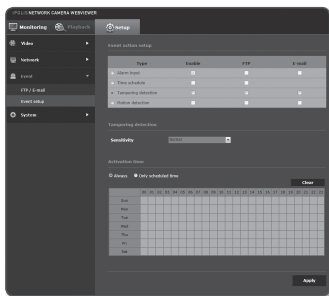 iPOLIS NETWORK CAMERA WEBVIEWER
Monitoring
Playback
Setup
Video
Network
Event
FTP / E-mail
Event setup
System
Event action setup
Type Enable FTP E-mail
Alarm input
Time schedule
Tampering detection
Motion detection
Tampering detection
Sensitivity
Activation time
Always Only scheduled time
Clear
00 01 02 03 04 05 06 07 08 09 10 11 12 13 14 15 16 17 18 19 20 21 22 23
Sun
Mon
Tue
Wed
Thu
Fri
Sat
Apply